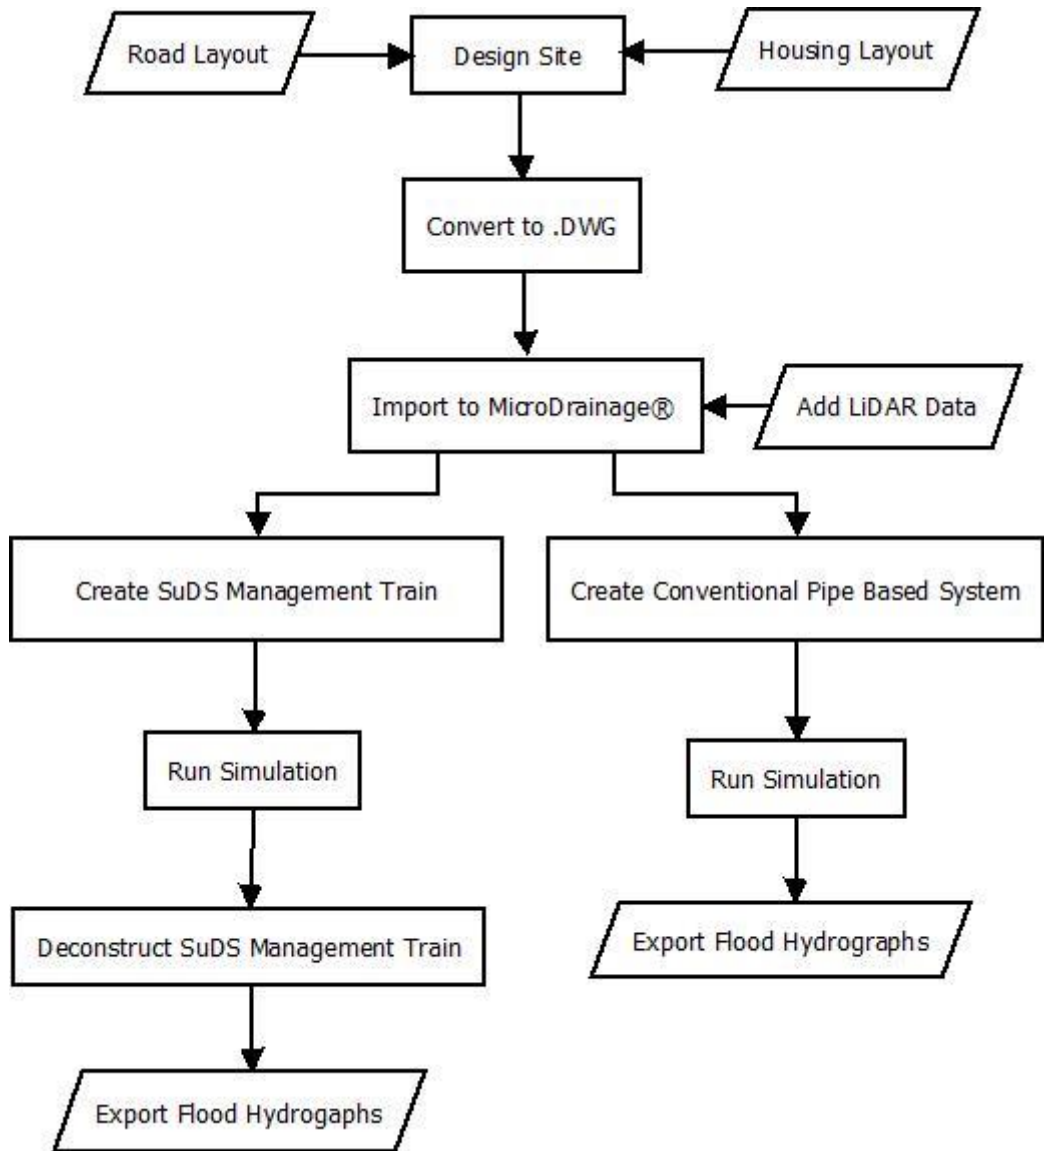 Road Layout
Design Site
Housing Layout
Convert to .DWG
Import to MicroDrainage®
Add LiDAR Data
Create SuDS Management Train
Create Conventional Pipe Based System
Run Simulation
Run Simulation
Deconstruct SuDS Management Train
Export Flood Hydrographs
Export Flood Hydogaphs